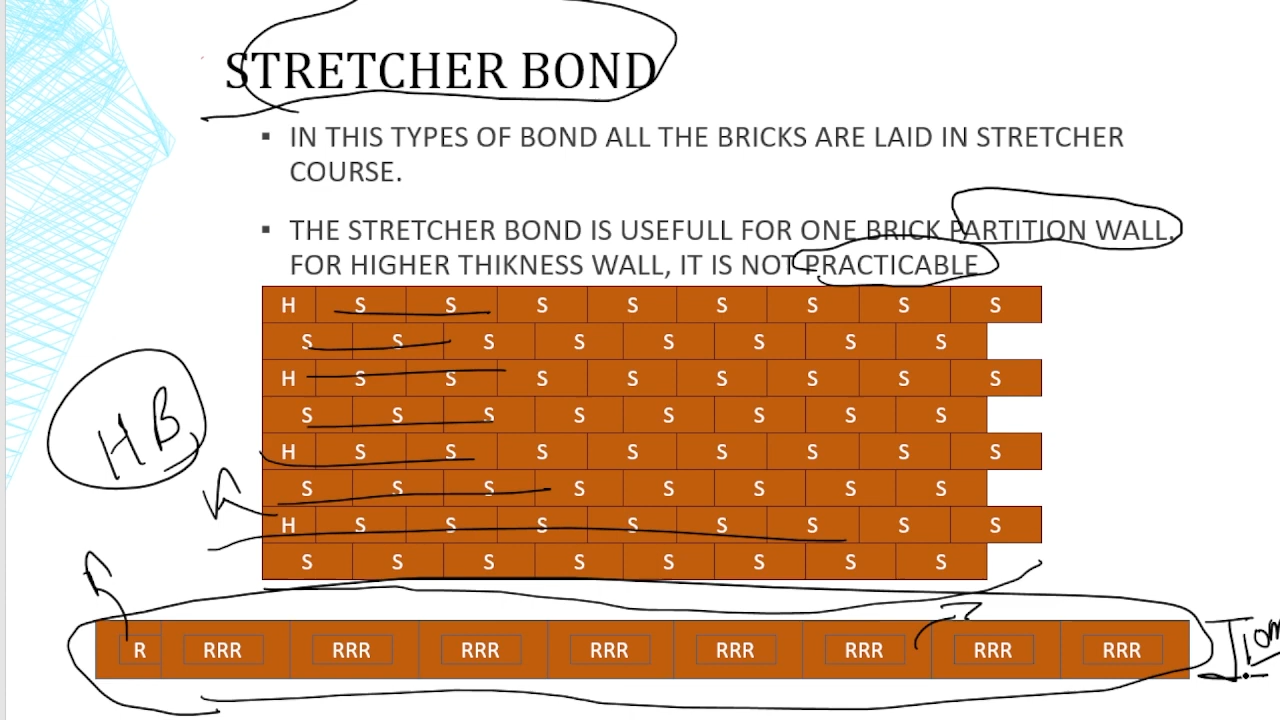 STRETCHER BOND
▪ IN THIS TYPES OF BOND ALL THE BRICKS ARE LAID IN STRETCHER
COURSE.
▪ THE STRETCHER BOND IS USEFULL FOR ONE BRICK PARTITION WALL.
FOR HIGHER THIKNESS WALL, IT IS NOT PRACTICABLE
H S S S S S S S S
S S S S S S S S
H S S S S S S S S
S S S S S S S S
HB
H S S S S S S S S
S S S S S S S S
H S S S S S S S S
S S S S S S S S
R RRR RRR RRR RRR RRR RRR RRR RRR